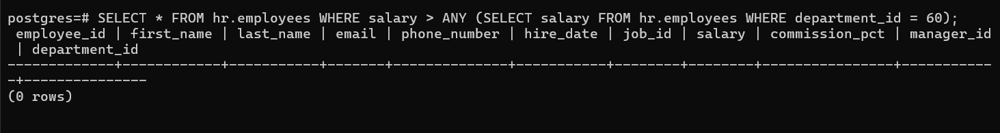 postgres=# SELECT * FROM hr.employees WHERE salary > ANY (SELECT salary FROM hr.employees WHERE department_id = 60);
 employee_id | first_name | last_name | email | phone_number | hire_date | job_id | salary | commission_pct | manager_id
 | department_id
-------------+------------+-----------+-------+--------------+-----------+--------+--------+----------------+-----------
-+---------------
(0 rows)